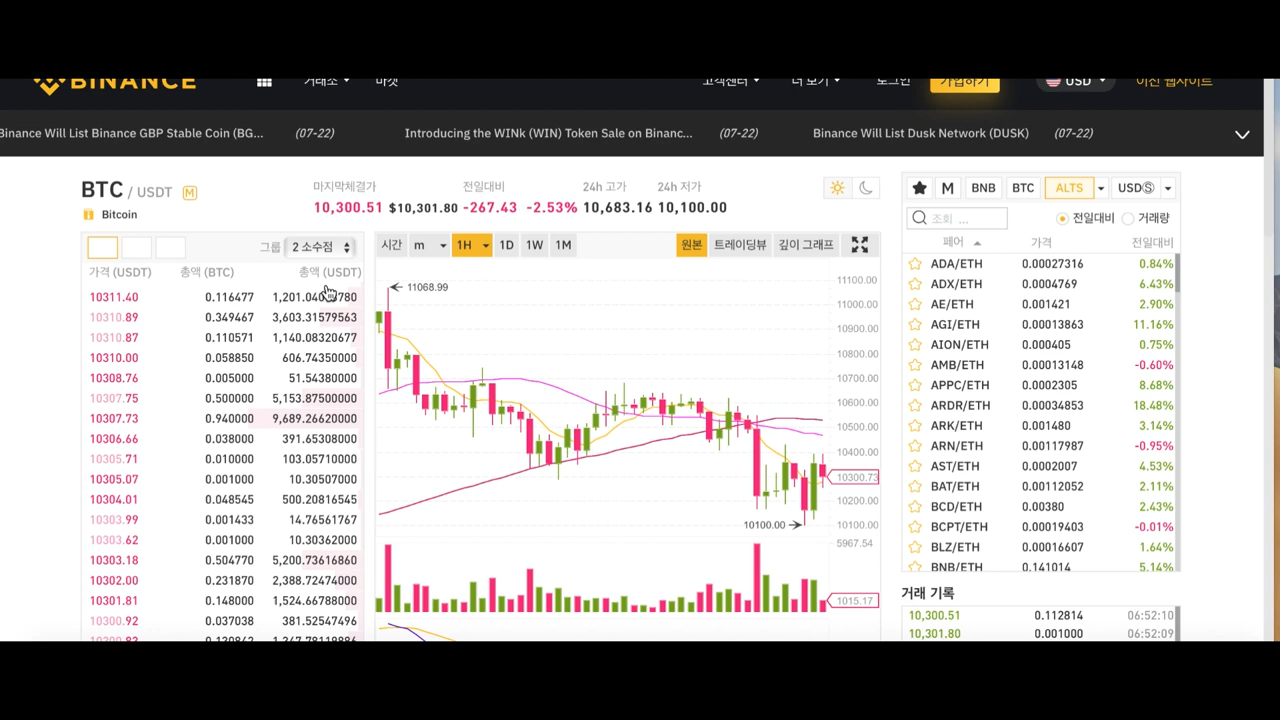 BINANCE 거래소 마켓 고객센터 더 보기 로그인 가입하기 USD 이전 웹사이트
Binance Will List Binance GBP Stable Coin (BG... (07-22) Introducing the WINk (WIN) Token Sale on Binanc... (07-22) Binance Will List Dusk Network (DUSK) (07-22)
BTC / USDT M
Bitcoin
마지막체결가 전일대비 24h 고가 24h 저가
10,300.51 $10,301.80 -267.43 -2.53% 10,683.16 10,100.00
그룹 2 소수점
가격 (USDT) 총액 (BTC) 총액 (USDT)
10311.40 0.116477
10310.89 0.349467 3,603.31579563
10310.87 0.110571 1,140.08320677
10310.00 0.058850 606.74350000
10308.76 0.005000 51.54380000
10307.75 0.500000 5,153.87500000
10307.73 0.940000 9,689.26620000
10306.66 0.038000 391.65308000
10305.71 0.010000 103.05710000
10305.07 0.001000 10.30507000
10304.01 0.048545 500.20816545
10303.99 0.001433 14.76561767
10303.62 0.001000 10.30362000
10303.18 0.504770 5,200.73616860
10302.00 0.231870 2,388.72474000
10301.81 0.148000 1,524.66788000
10300.92 0.037038 381.52547496
시간 m 1H 1D 1W 1M 원본 트레이딩뷰 깊이 그래프
11068.99
11100.00
11000.00
10900.00
10800.00
10700.00
10600.00
10500.00
10400.00
10300.73
10200.00
10100.00
10100.00
5967.54
1015.17
M BNB BTC ALTS USDⓈ
조회 ... 전일대비 거래량
페어 가격 전일대비
ADA/ETH 0.00027316 0.84%
ADX/ETH 0.0004769 6.43%
AE/ETH 0.001421 2.90%
AGI/ETH 0.00013863 11.16%
AION/ETH 0.000405 0.75%
AMB/ETH 0.00013148 -0.60%
APPC/ETH 0.0002305 8.68%
ARDR/ETH 0.00034853 18.48%
ARK/ETH 0.001480 3.14%
ARN/ETH 0.00117987 -0.95%
AST/ETH 0.0002007 4.53%
BAT/ETH 0.00112052 2.11%
BCD/ETH 0.00380 2.43%
BCPT/ETH 0.00019403 -0.01%
BLZ/ETH 0.00016607 1.64%
BNB/ETH 0.141014 5.14%
거래 기록
10,300.51 0.112814 06:52:10
10,301.80 0.001000 06:52:09